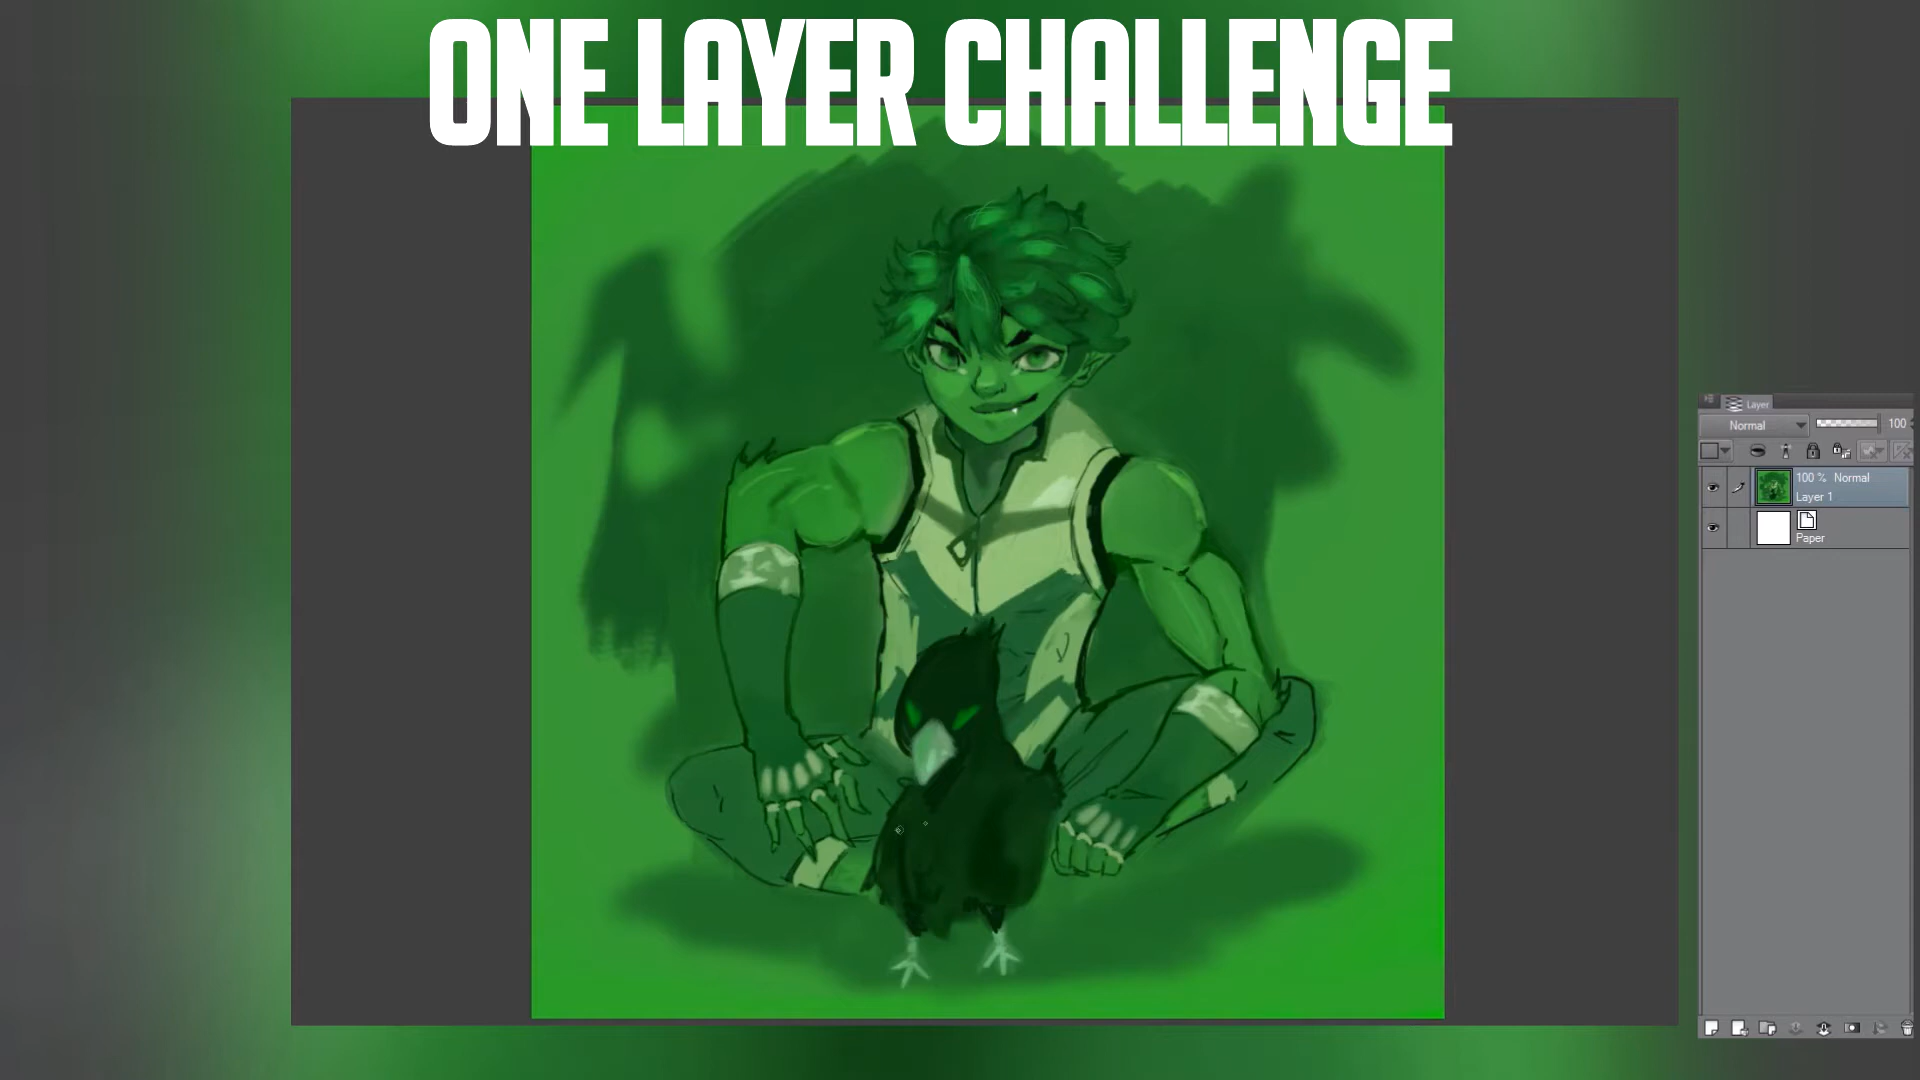 ONE LAYER CHALLENGE
Layer
Normal
100
100 % Normal
Layer 1
Paper